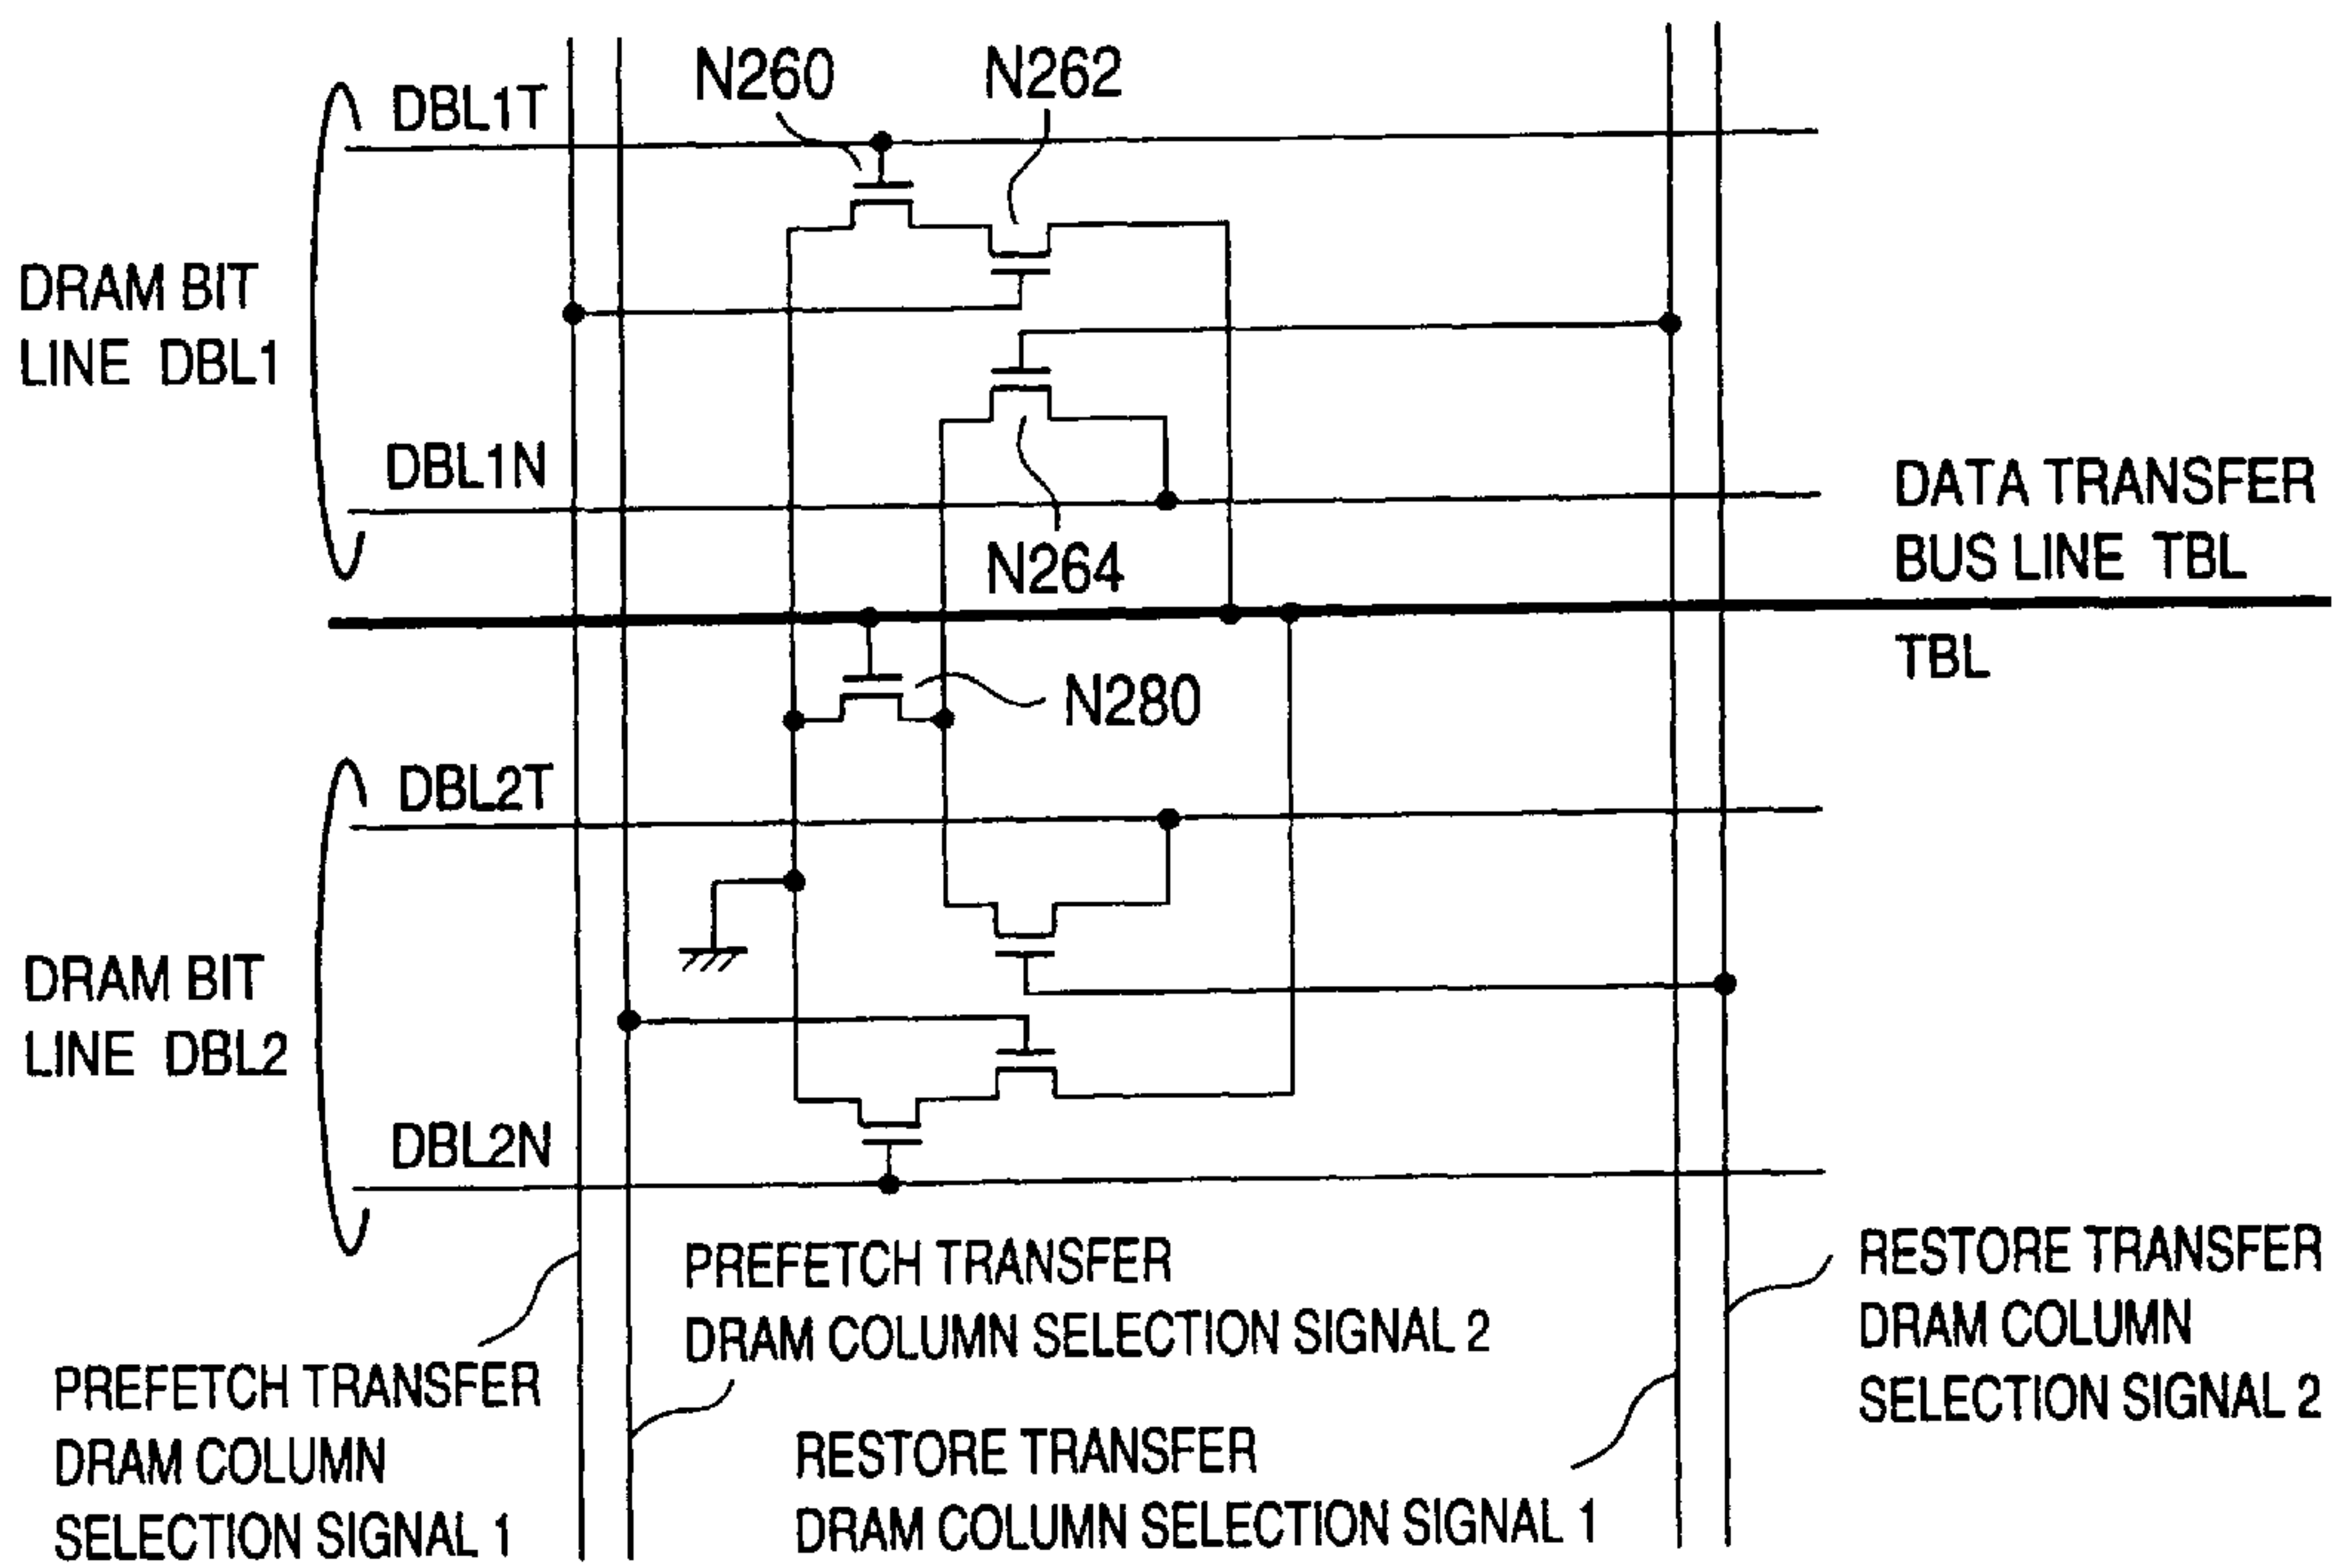 N260
N262
DBL1T
DRAM BIT
LINE DBL1
DBL1N
N264
DATA TRANSFER
BUS LINE TBL
TBL
N280
DBL2T
DRAM BIT
LINE DBL2
DBL2N
PREFETCH TRANSFER
DRAM COLUMN SELECTION SIGNAL 2
RESTORE TRANSFER
DRAM COLUMN
SELECTION SIGNAL 2
PREFETCH TRANSFER
DRAM COLUMN
SELECTION SIGNAL 1
RESTORE TRANSFER
DRAM COLUMN SELECTION SIGNAL 1